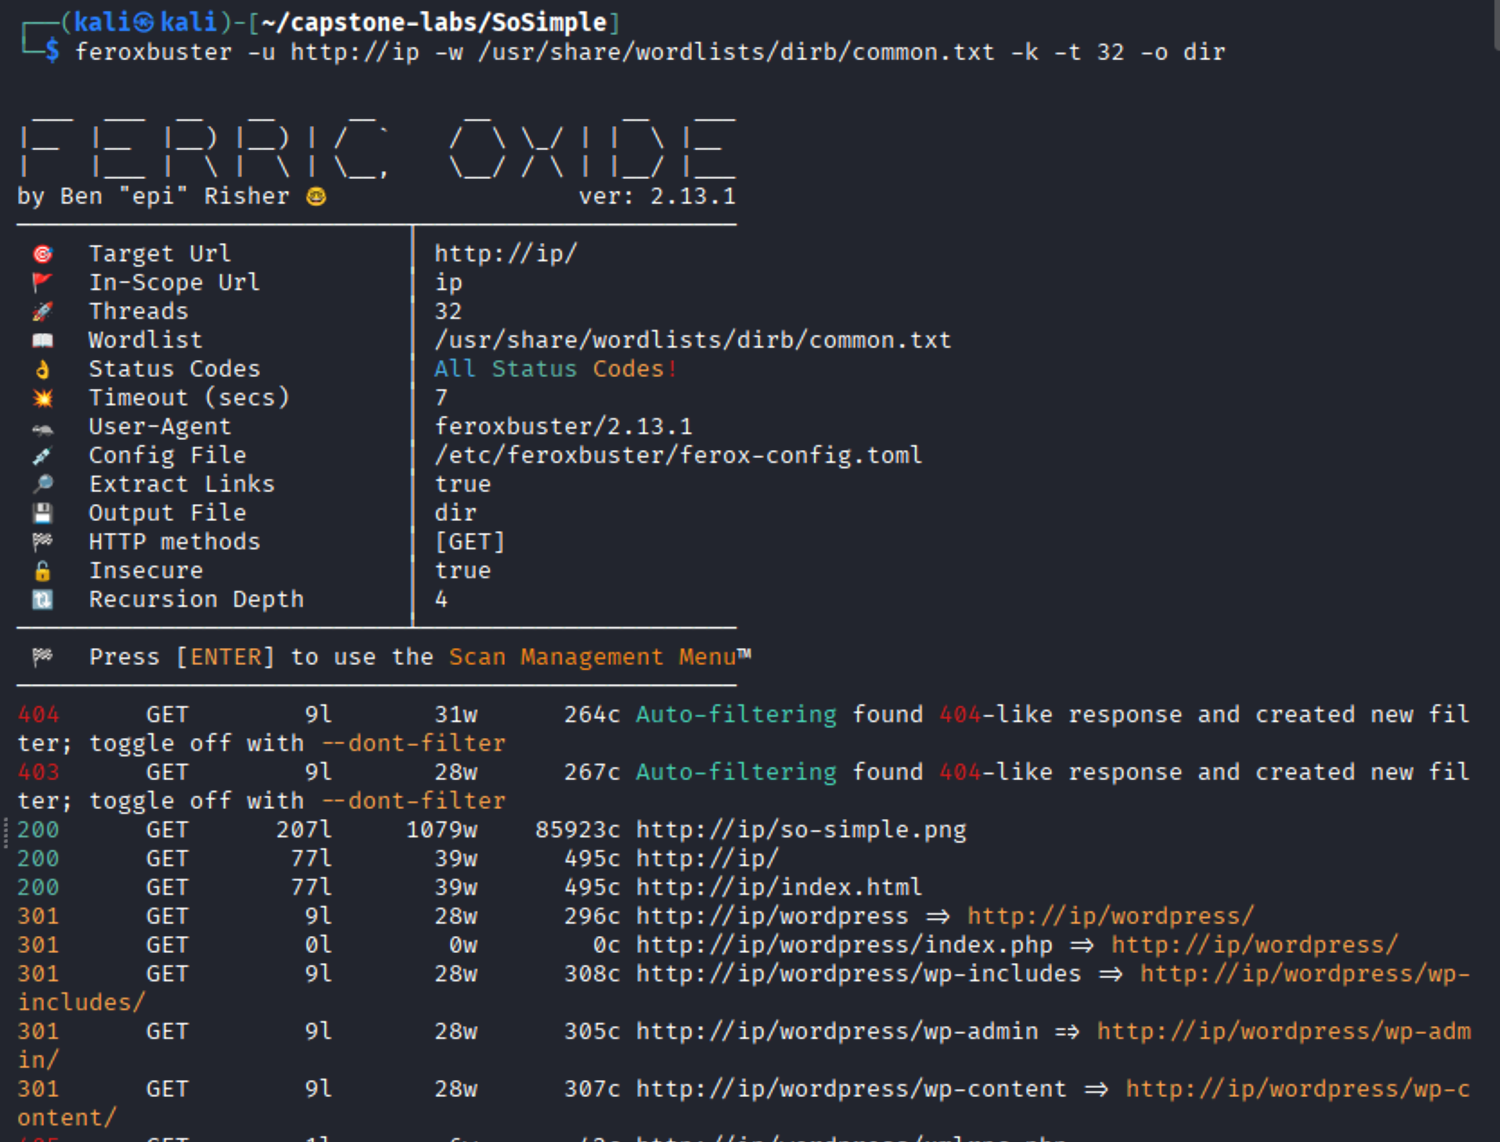 ┌──(kali㉿kali)-[~/capstone-labs/SoSimple]
└─$ feroxbuster -u http://ip -w /usr/share/wordlists/dirb/common.txt -k -t 32 -o dir
FERRIC OXIDE
by Ben "epi" Risher 🤓 ver: 2.13.1
🎯 Target Url │ http://ip/
🚩 In-Scope Url │ ip
🚀 Threads │ 32
📖 Wordlist │ /usr/share/wordlists/dirb/common.txt
👌 Status Codes │ All Status Codes!
💥 Timeout (secs) │ 7
🦡 User-Agent │ feroxbuster/2.13.1
💉 Config File │ /etc/feroxbuster/ferox-config.toml
🔎 Extract Links │ true
💾 Output File │ dir
🏁 HTTP methods │ [GET]
🔓 Insecure │ true
🔃 Recursion Depth │ 4
🏁 Press [ENTER] to use the Scan Management Menu™
404 GET 9l 31w 264c Auto-filtering found 404-like response and created new fil
ter; toggle off with --dont-filter
403 GET 9l 28w 267c Auto-filtering found 404-like response and created new fil
ter; toggle off with --dont-filter
200 GET 207l 1079w 85923c http://ip/so-simple.png
200 GET 77l 39w 495c http://ip/
200 GET 77l 39w 495c http://ip/index.html
301 GET 9l 28w 296c http://ip/wordpress => http://ip/wordpress/
301 GET 0l 0w 0c http://ip/wordpress/index.php => http://ip/wordpress/
301 GET 9l 28w 308c http://ip/wordpress/wp-includes => http://ip/wordpress/wp-
includes/
301 GET 9l 28w 305c http://ip/wordpress/wp-admin => http://ip/wordpress/wp-adm
in/
301 GET 9l 28w 307c http://ip/wordpress/wp-content => http://ip/wordpress/wp-c
ontent/